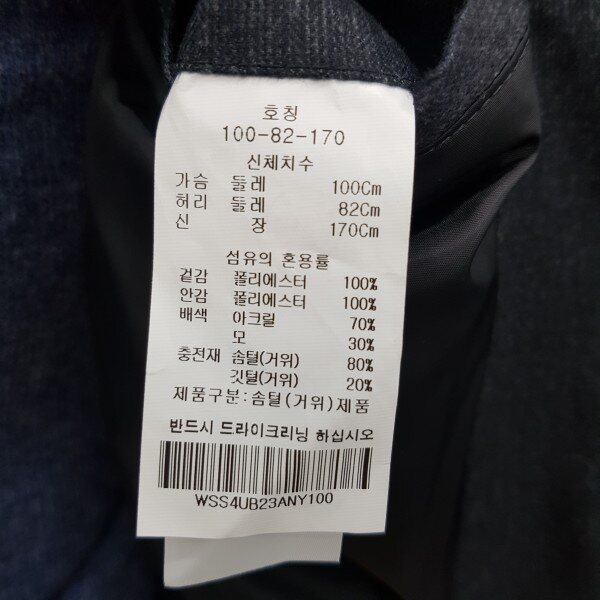 호칭
100-82-170
신체치수
가슴 둘레 100Cm
허리 둘레 82Cm
신 장 170Cm
섬유의 혼용률
겉감 폴리에스터 100%
안감 폴리에스터 100%
배색 아크릴 70%
모 30%
충전재 솜털(거위) 80%
깃털(거위) 20%
제품구분:솜털(거위)제품
반드시 드라이크리닝 하십시오
WSS4UB23ANY100